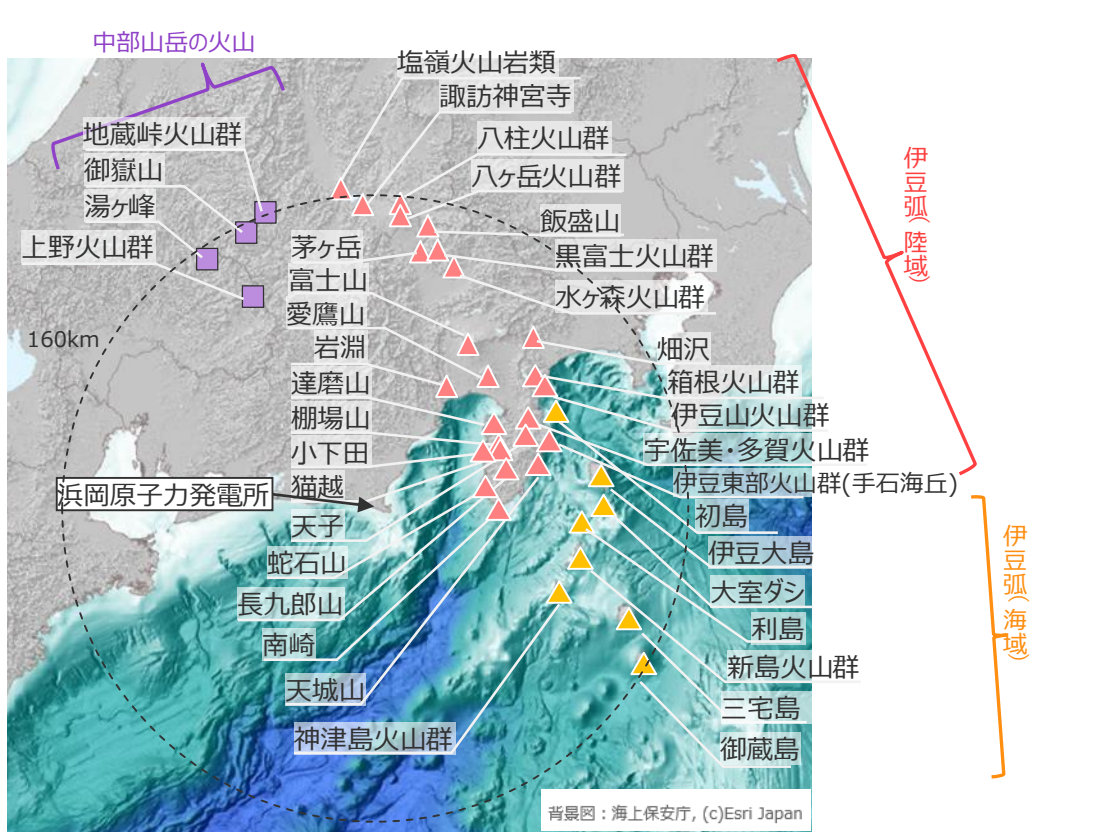 中部山岳の火山
塩嶺火山岩類
諏訪神宮寺
地蔵峠火山群
八柱火山群
御嶽山
八ヶ岳火山群
湯ヶ峰
飯盛山
上野火山群
茅ヶ岳
黒富士火山群
富士山
水ヶ森火山群
愛鷹山
160km
岩淵
畑沢
達磨山
箱根火山群
棚場山
伊豆山火山群
小下田
宇佐美・多賀火山群
猫越
伊豆東部火山群(手石海丘)
浜岡原子力発電所
天子
初島
蛇石山
伊豆大島
長九郎山
大室ダシ
南崎
利島
天城山
新島火山群
神津島火山群
三宅島
御蔵島
伊豆弧(陸域)
伊豆弧(海域)
背景図：海上保安庁, (c)Esri Japan